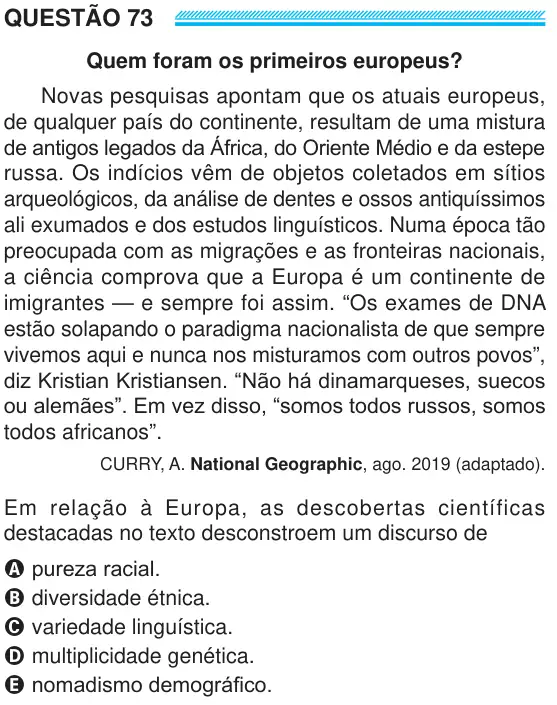 QUESTÃO 73
Quem foram os primeiros europeus?
Novas pesquisas apontam que os atuais europeus,
de qualquer país do continente, resultam de uma mistura
de antigos legados da África, do Oriente Médio e da estepe
russa. Os indícios vêm de objetos coletados em sítios
arqueológicos, da análise de dentes e ossos antiquíssimos
ali exumados e dos estudos linguísticos. Numa época tão
preocupada com as migrações e as fronteiras nacionais,
a ciência comprova que a Europa é um continente de
imigrantes — e sempre foi assim. “Os exames de DNA
estão solapando o paradigma nacionalista de que sempre
vivemos aqui e nunca nos misturamos com outros povos”,
diz Kristian Kristiansen. “Não há dinamarqueses, suecos
ou alemães”. Em vez disso, “somos todos russos, somos
todos africanos”.
CURRY, A. National Geographic, ago. 2019 (adaptado).
Em relação à Europa, as descobertas científicas
destacadas no texto desconstroem um discurso de
A pureza racial.
B diversidade étnica.
C variedade linguística.
D multiplicidade genética.
E nomadismo demográfico.